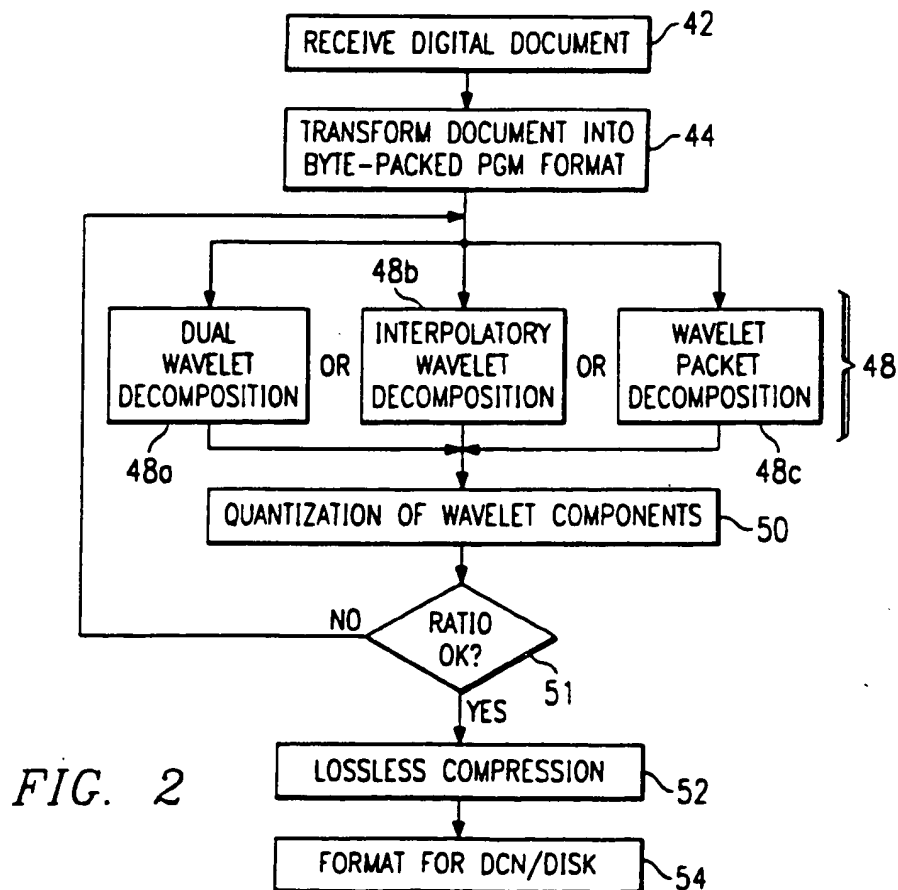 RECEIVE DIGITAL DOCUMENT
42
TRANSFORM DOCUMENT INTO
BYTE-PACKED PGM FORMAT
44
48b
DUAL
WAVELET
DECOMPOSITION
48a
OR
INTERPOLATORY
WAVELET
DECOMPOSITION
OR
WAVELET
PACKET
DECOMPOSITION
48c
48
QUANTIZATION OF WAVELET COMPONENTS
50
NO
RATIO
OK?
51
YES
LOSSLESS COMPRESSION
52
FIG. 2
FORMAT FOR DCN/DISK
54